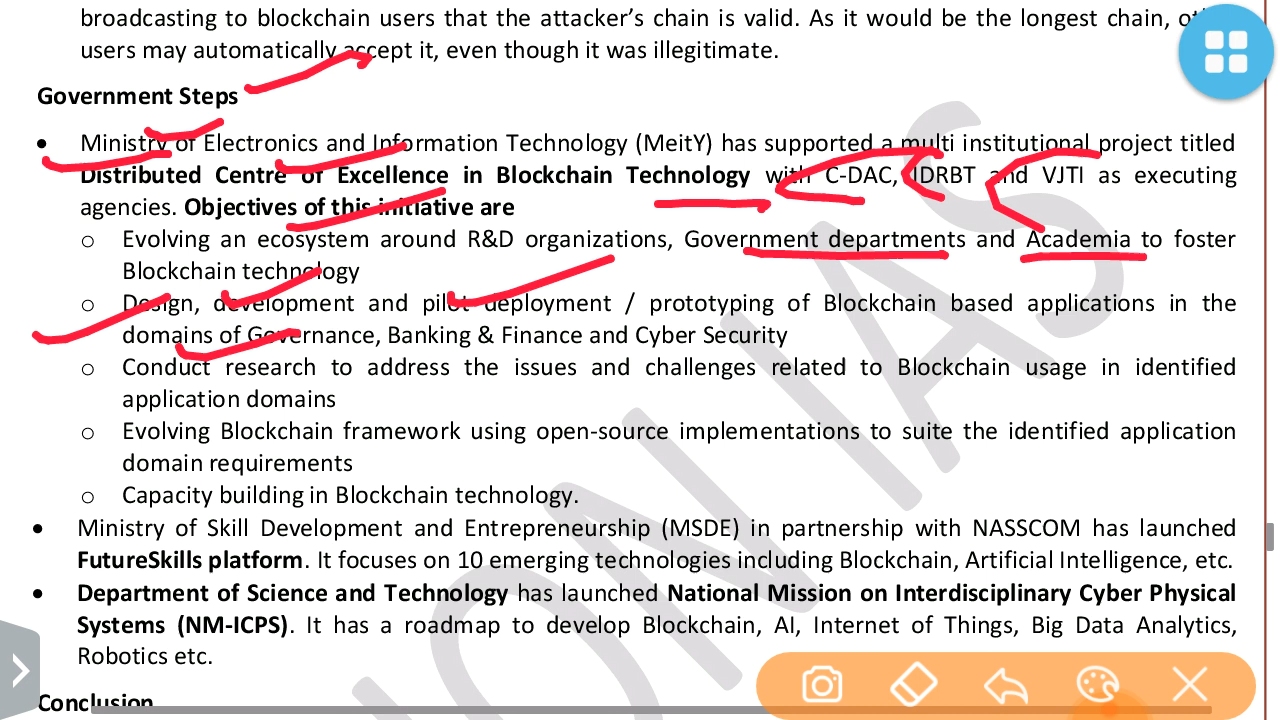 broadcasting to blockchain users that the attacker's chain is valid. As it would be the longest chain,
users may automatically accept it, even though it was illegitimate.
Government Steps
• Ministry of Electronics and Information Technology (MeitY) has supported a multi institutional project titled
Distributed Centre of Excellence in Blockchain Technology with C-DAC, IDRBT and VJTI as executing
agencies. Objectives of this initiative are
o Evolving an ecosystem around R&D organizations, Government departments and Academia to foster
Blockchain technology
o Design, development and pilot deployment / prototyping of Blockchain based applications in the
domains of Governance, Banking & Finance and Cyber Security
o Conduct research to address the issues and challenges related to Blockchain usage in identified
application domains
o Evolving Blockchain framework using open-source implementations to suite the identified application
domain requirements
o Capacity building in Blockchain technology.
• Ministry of Skill Development and Entrepreneurship (MSDE) in partnership with NASSCOM has launched
FutureSkills platform. It focuses on 10 emerging technologies including Blockchain, Artificial Intelligence, etc.
• Department of Science and Technology has launched National Mission on Interdisciplinary Cyber Physical
Systems (NM-ICPS). It has a roadmap to develop Blockchain, AI, Internet of Things, Big Data Analytics,
Robotics etc.
Conclusion
ON IAS